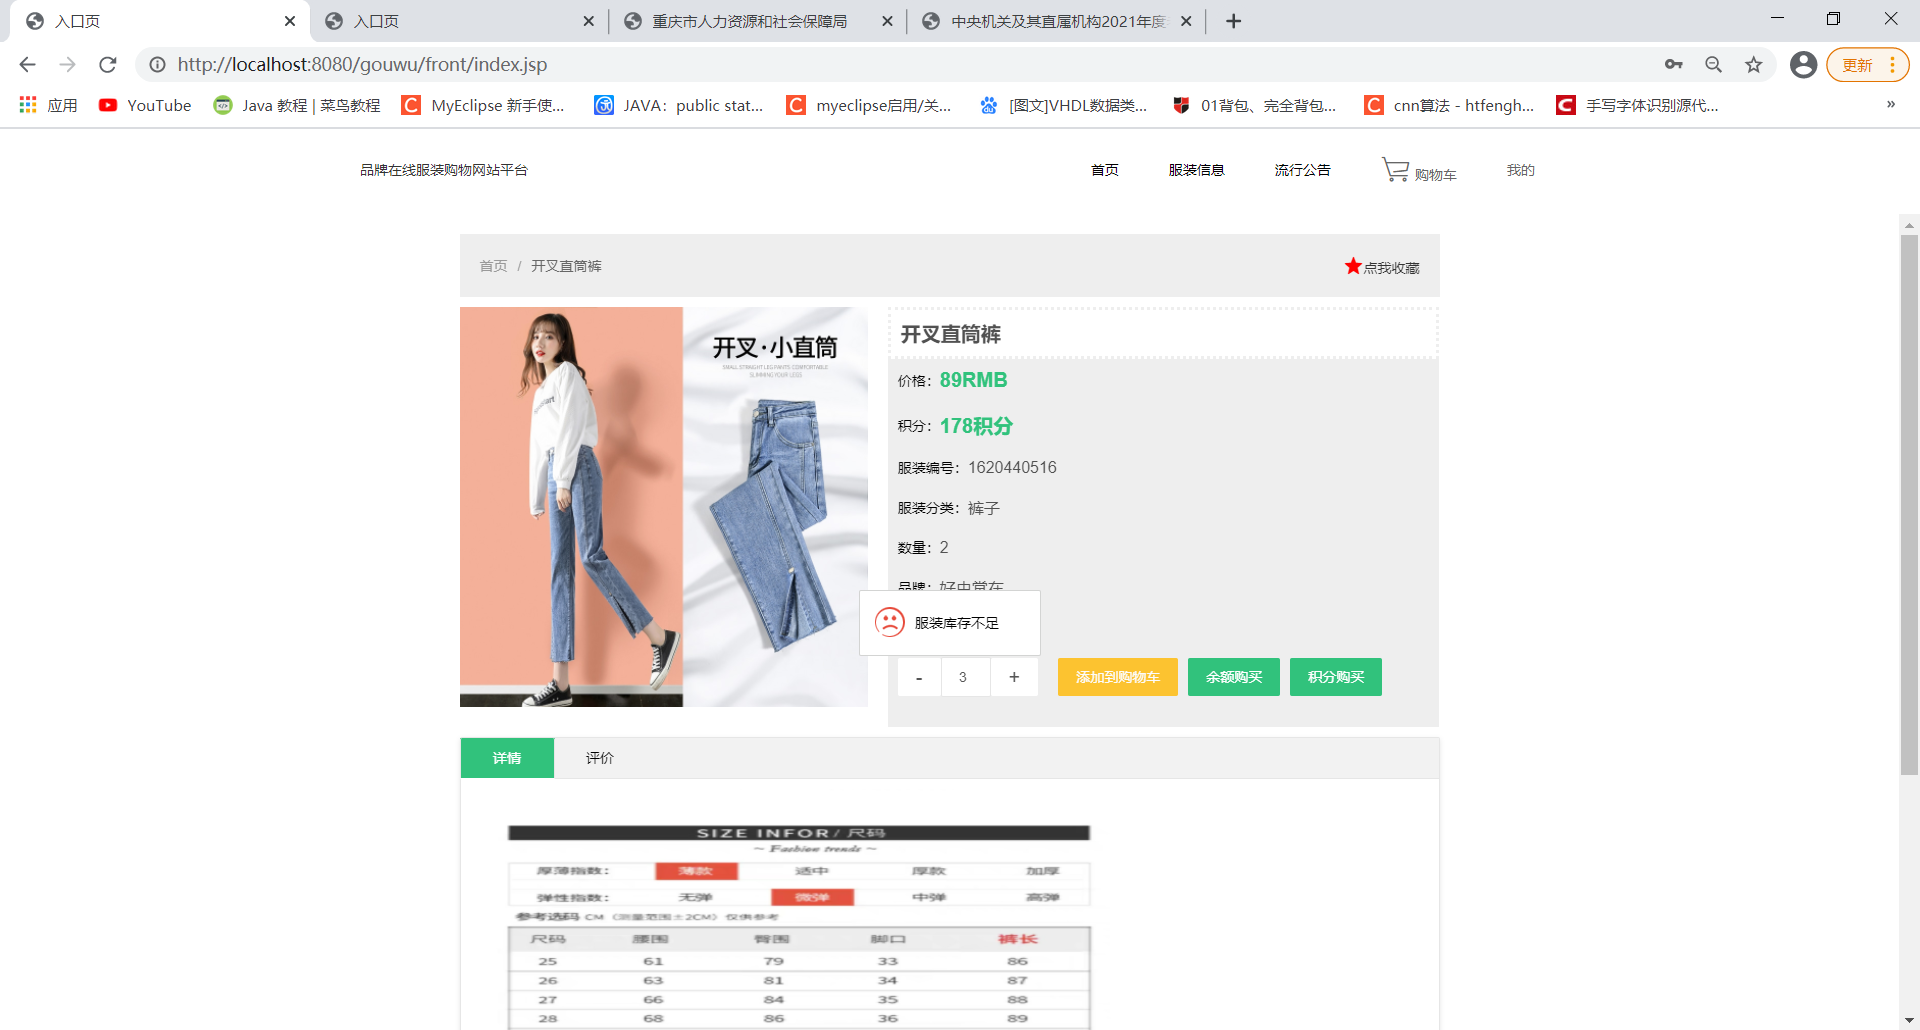 入口页
入口页
重庆市人力资源和社会保障局
中央机关及其直属机构2021年度
http://localhost:8080/gouwu/front/index.jsp
更新
应用
YouTube
Java 教程 | 菜鸟教程
MyEclipse 新手使...
JAVA：public stat...
myeclipse启用/关...
[图文]VHDL数据类...
01背包、完全背包...
cnn算法 - htfengh...
手写字体识别源代...
»
品牌在线服装购物网站平台
首页
服装信息
流行公告
购物车
我的
首页 / 开叉直筒裤
点我收藏
开叉·小直筒
SMALL STRAIGHT LEG PANTS COMFORTABLE
SLIMMING YOUR LEGS
开叉直筒裤
价格：89RMB
积分：178积分
服装编号：1620440516
服装分类：裤子
数量：2
品牌：
服装库存不足
- 3 +
添加到购物车
余额购买
积分购买
详情
评价
SIZE INFOR / 尺码
~ Fashion trends ~
厚薄指数： 薄款 适中 厚款 加厚
弹性指数： 无弹 微弹 中弹 高弹
参考选码 CM（测量范围±2CM）仅供参考
尺码 腰围 臀围 脚口 裤长
25 61 79 33 86
26 63 81 34 87
27 66 84 35 88
28 68 86 36 89